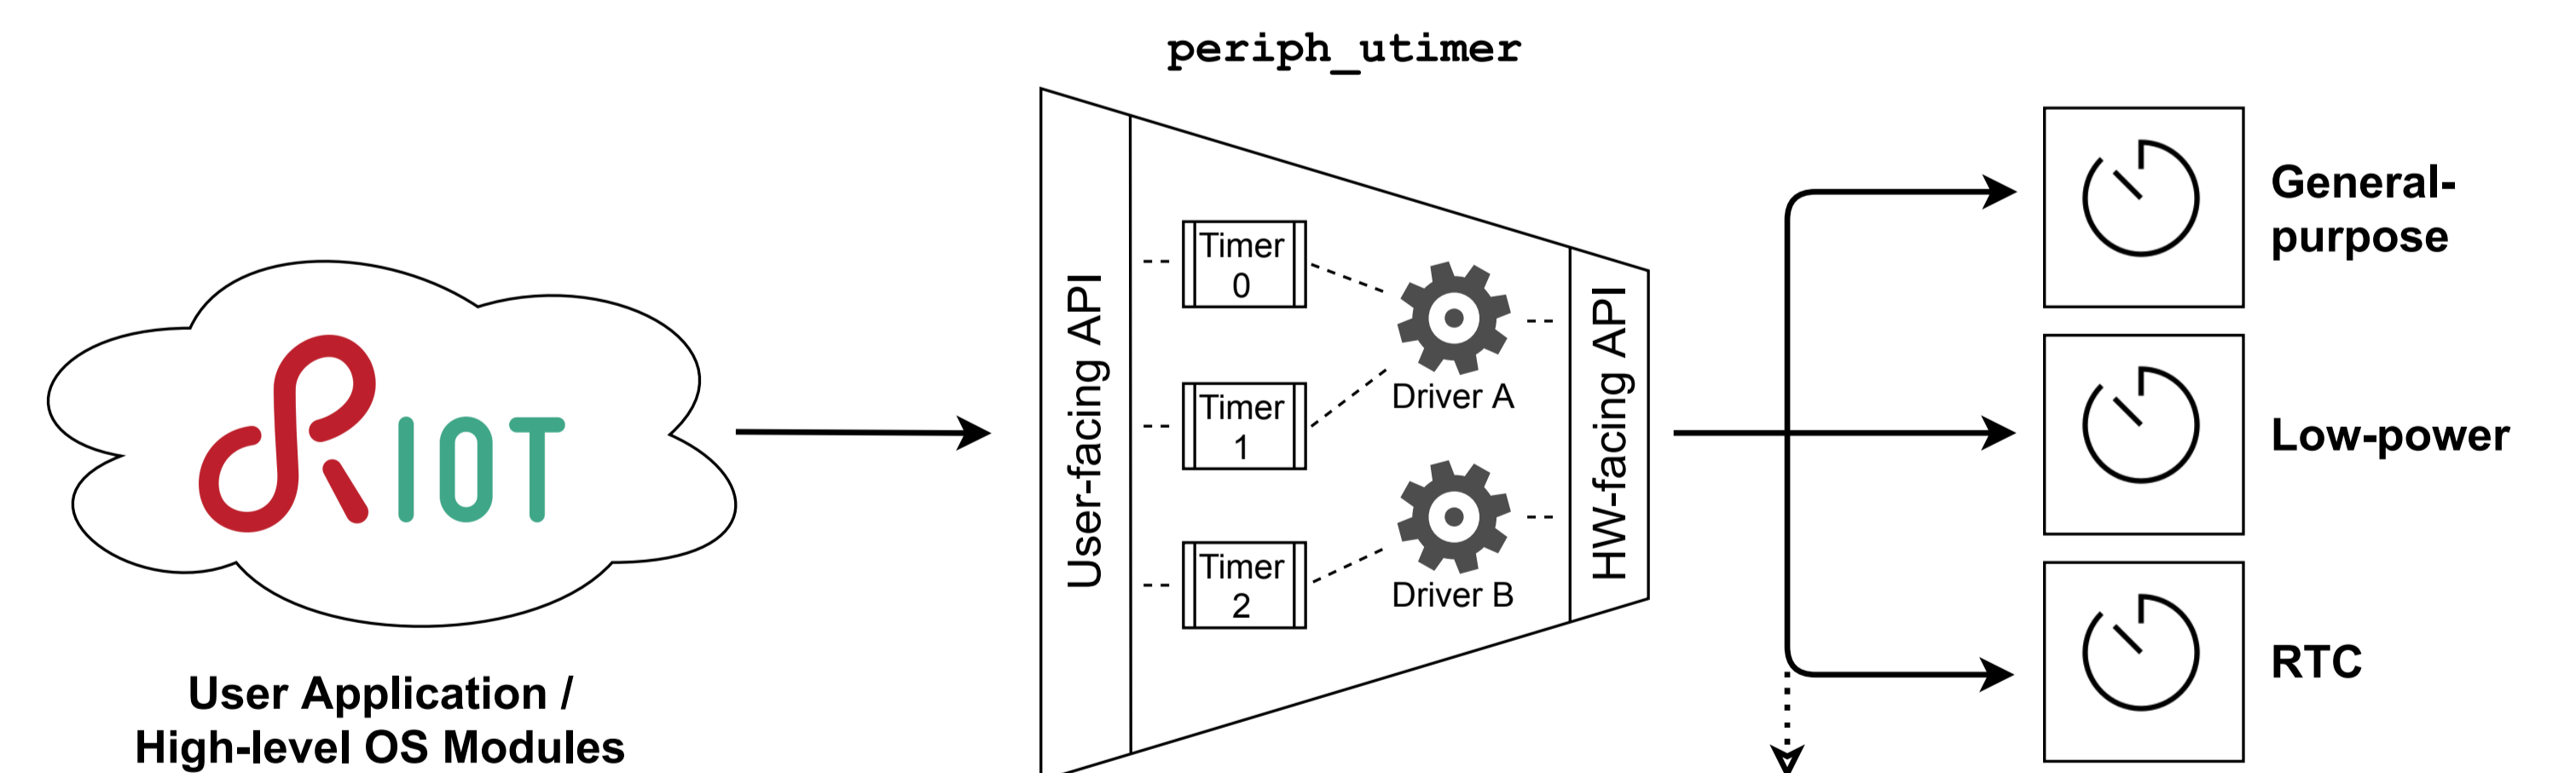 periph_utimer
RIOT
User Application /
High-level OS Modules
User-facing API
Timer
0
Timer
1
Timer
2
Driver A
Driver B
HW-facing API
General-
purpose
Low-power
RTC